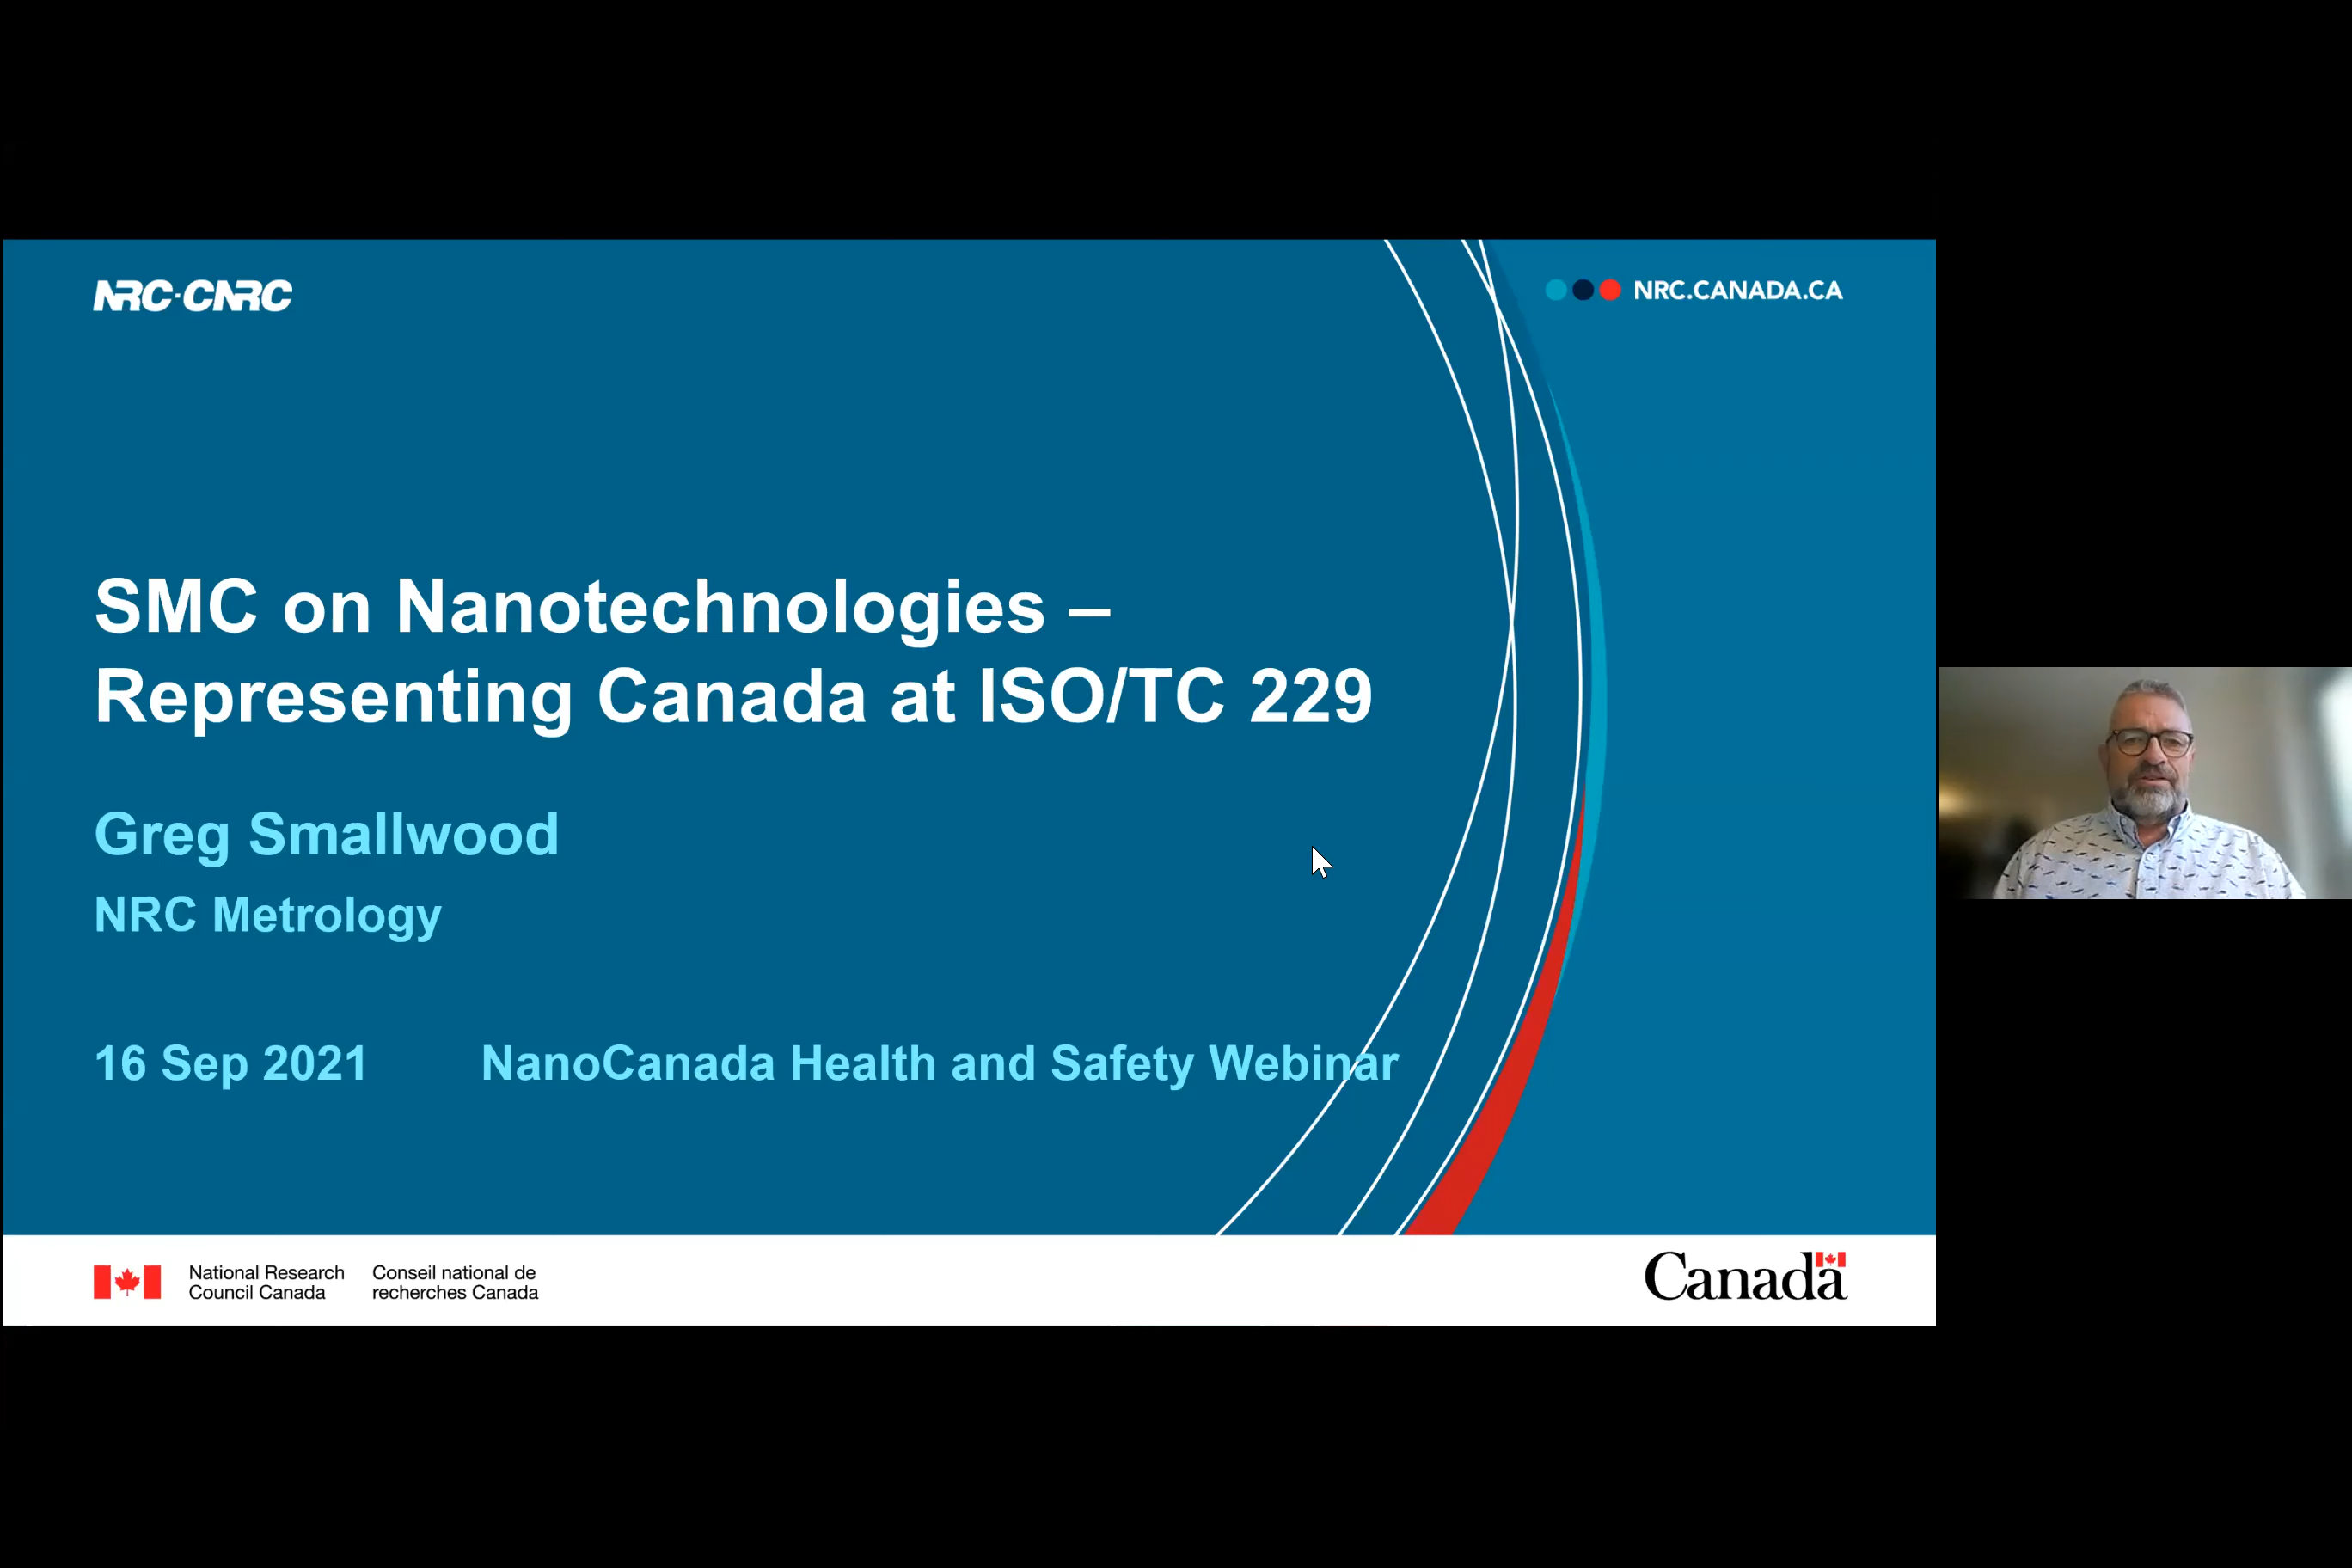 NRC·CNRC
NRC.CANADA.CA
SMC on Nanotechnologies –
Representing Canada at ISO/TC 229
Greg Smallwood
NRC Metrology
16 Sep 2021 NanoCanada Health and Safety Webinar
National Research Council Canada
Conseil national de recherches Canada
Canada